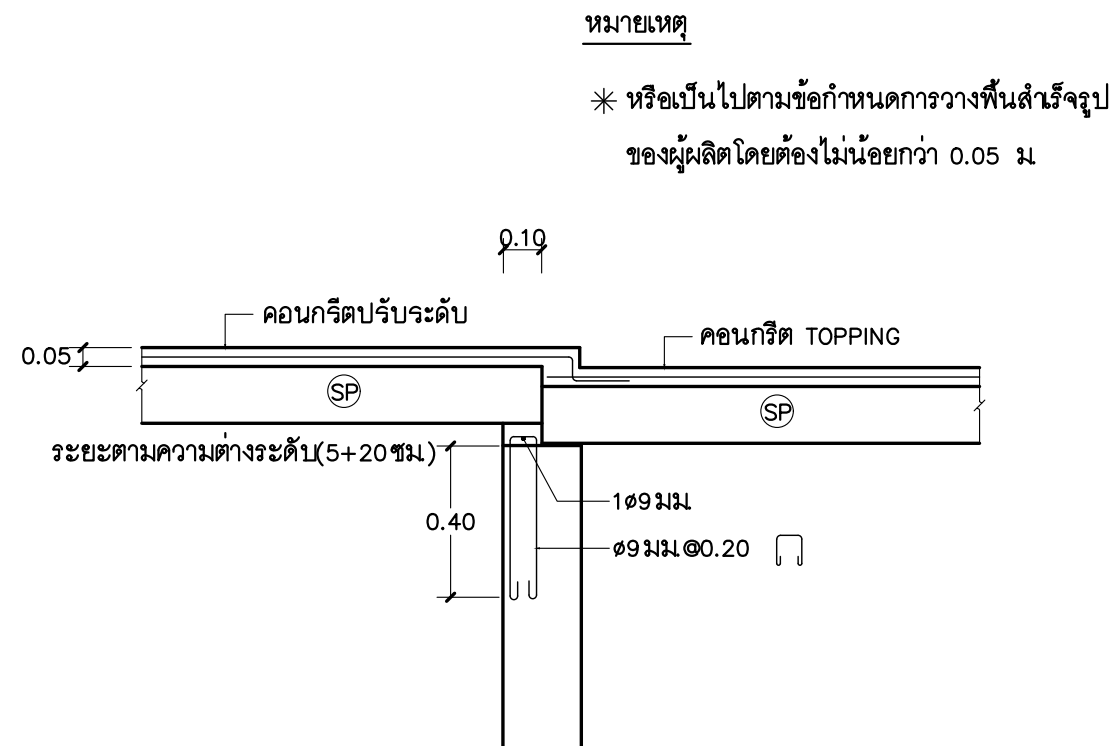 หมายเหตุ
✳ หรือเป็นไปตามข้อกำหนดการวางพื้นสำเร็จรูป
ของผู้ผลิตโดยต้องไม่น้อยกว่า 0.05 ม.
0.10
คอนกรีตปรับระดับ
คอนกรีต TOPPING
0.05
SP
SP
ระยะตามความต่างระดับ(5+20ซม.)
1ø9มม.
0.40
ø9มม.@0.20